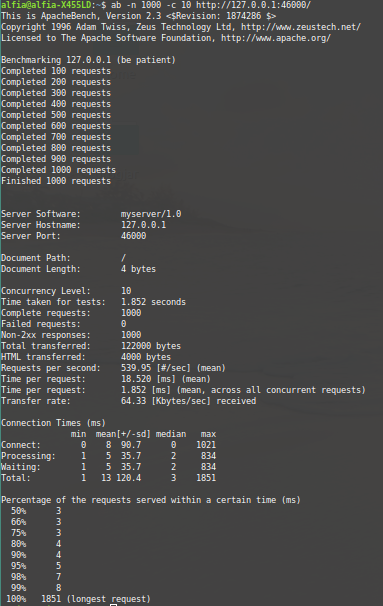 alfia@alfia-X455LD:~$ ab -n 1000 -c 10 http://127.0.0.1:46000/
This is ApacheBench, Version 2.3 <$Revision: 1874286 $>
Copyright 1996 Adam Twiss, Zeus Technology Ltd, http://www.zeustech.net/
Licensed to The Apache Software Foundation, http://www.apache.org/

Benchmarking 127.0.0.1 (be patient)
Completed 100 requests
Completed 200 requests
Completed 300 requests
Completed 400 requests
Completed 500 requests
Completed 600 requests
Completed 700 requests
Completed 800 requests
Completed 900 requests
Completed 1000 requests
Finished 1000 requests

Server Software:        myserver/1.0
Server Hostname:        127.0.0.1
Server Port:            46000

Document Path:          /
Document Length:        4 bytes

Concurrency Level:      10
Time taken for tests:   1.852 seconds
Complete requests:      1000
Failed requests:        0
Non-2xx responses:      1000
Total transferred:      122000 bytes
HTML transferred:       4000 bytes
Requests per second:    539.95 [#/sec] (mean)
Time per request:       18.520 [ms] (mean)
Time per request:       1.852 [ms] (mean, across all concurrent requests)
Transfer rate:          64.33 [Kbytes/sec] received

Connection Times (ms)
              min  mean[+/-sd] median   max
Connect:        0    8  90.7      0    1021
Processing:     1    5  35.7      2     834
Waiting:        1    5  35.7      2     834
Total:          1   13 120.4      3    1851

Percentage of the requests served within a certain time (ms)
  50%      3
  66%      3
  75%      3
  80%      4
  90%      4
  95%      5
  98%      7
  99%      8
 100%   1851 (longest request)